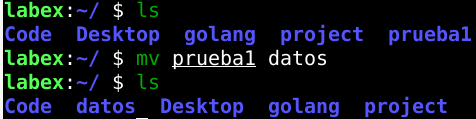 labex:~/ $ ls
Code  Desktop  golang  project  prueba1
labex:~/ $ mv prueba1 datos
labex:~/ $ ls
Code  datos  Desktop  golang  project